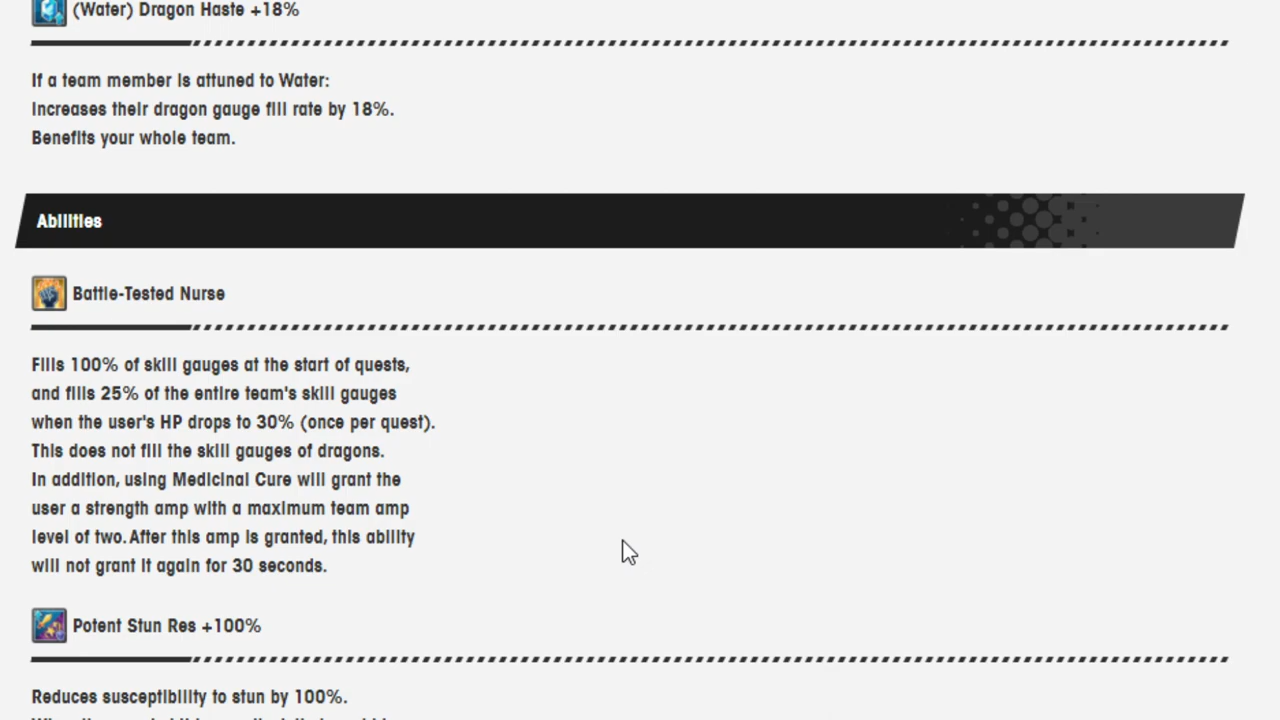 (Water) Dragon Haste +18%
If a team member is attuned to Water:
Increases their dragon gauge fill rate by 18%.
Benefits your whole team.
Abilities
Battle-Tested Nurse
Fills 100% of skill gauges at the start of quests,
and fills 25% of the entire team's skill gauges
when the user's HP drops to 30% (once per quest).
This does not fill the skill gauges of dragons.
In addition, using Medicinal Cure will grant the
user a strength amp with a maximum team amp
level of two. After this amp is granted, this ability
will not grant it again for 30 seconds.
Potent Stun Res +100%
Reduces susceptibility to stun by 100%.